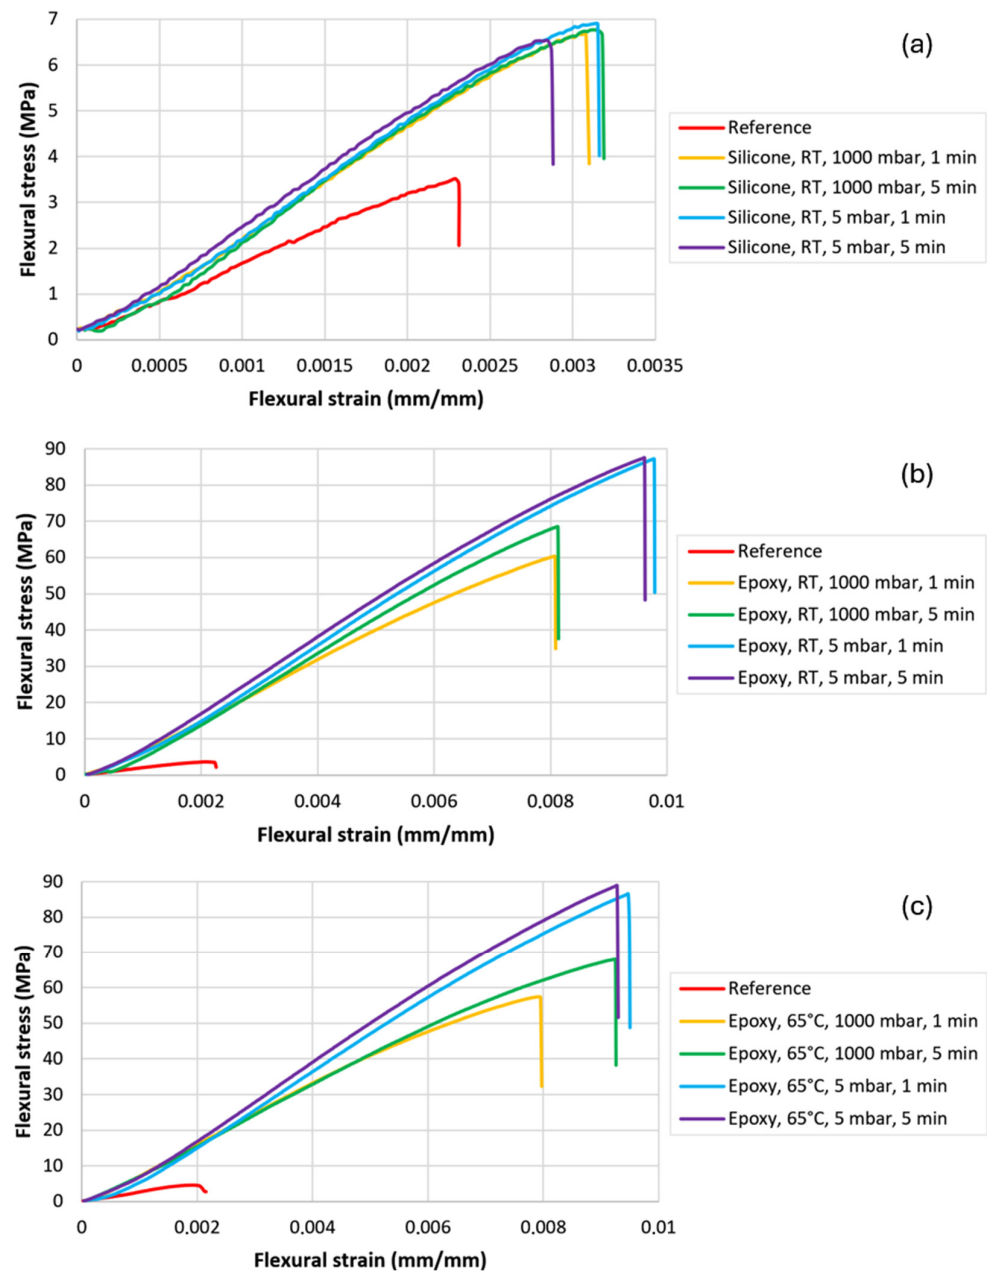 7
6
5
4
3
2
1
0
Flexural stress (MPa)
0 0.0005 0.001 0.0015 0.002 0.0025 0.003 0.0035
Flexural strain (mm/mm)
(a)
Reference
Silicone, RT, 1000 mbar, 1 min
Silicone, RT, 1000 mbar, 5 min
Silicone, RT, 5 mbar, 1 min
Silicone, RT, 5 mbar, 5 min
90
80
70
60
50
40
30
20
10
0
Flexural stress (MPa)
0 0.002 0.004 0.006 0.008 0.01
Flexural strain (mm/mm)
(b)
Reference
Epoxy, RT, 1000 mbar, 1 min
Epoxy, RT, 1000 mbar, 5 min
Epoxy, RT, 5 mbar, 1 min
Epoxy, RT, 5 mbar, 5 min
90
80
70
60
50
40
30
20
10
0
Flexural stress (MPa)
0 0.002 0.004 0.006 0.008 0.01
Flexural strain (mm/mm)
(c)
Reference
Epoxy, 65°C, 1000 mbar, 1 min
Epoxy, 65°C, 1000 mbar, 5 min
Epoxy, 65°C, 5 mbar, 1 min
Epoxy, 65°C, 5 mbar, 5 min